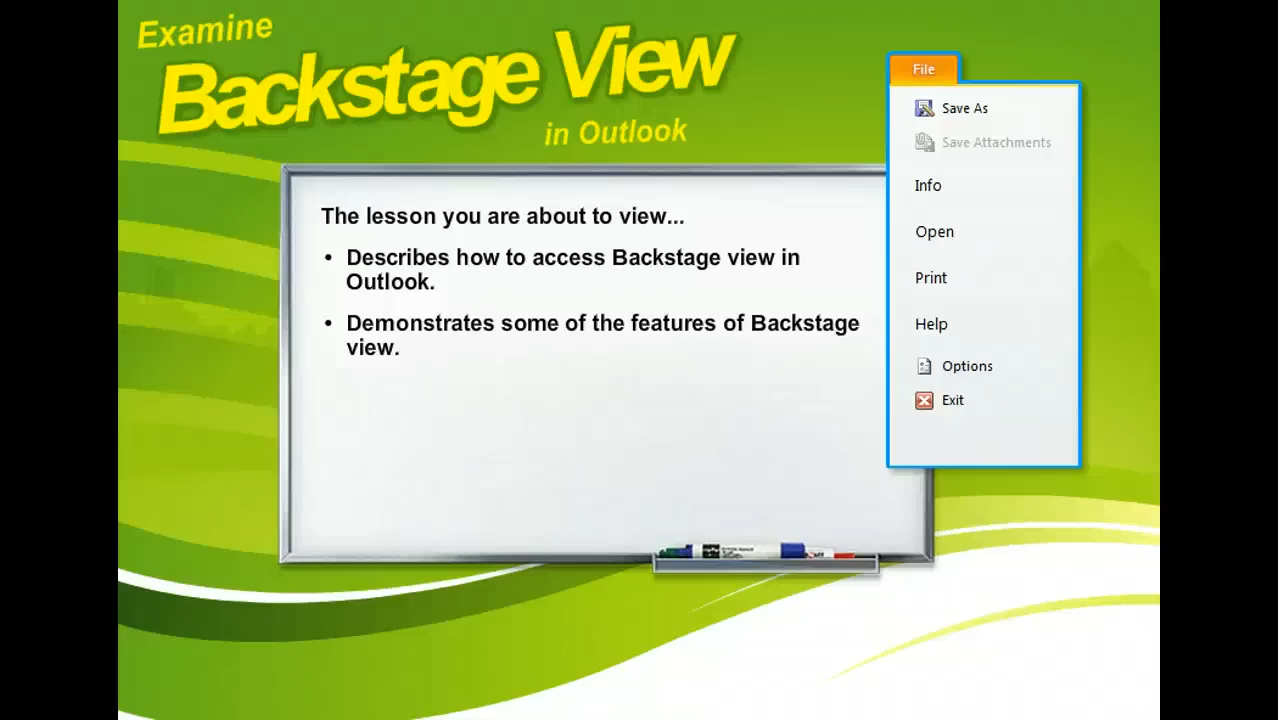 Examine
Backstage View
in Outlook
The lesson you are about to view...
• Describes how to access Backstage view in
Outlook.
• Demonstrates some of the features of Backstage
view.
File
Save As
Save Attachments
Info
Open
Print
Help
Options
Exit